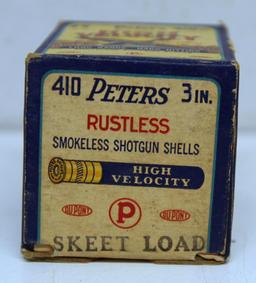 410 PETERS 3 IN.
RUSTLESS
SMOKELESS SHOTGUN SHELLS
HIGH
VELOCITY
DU PONT P DU PONT
SKEET LOAD